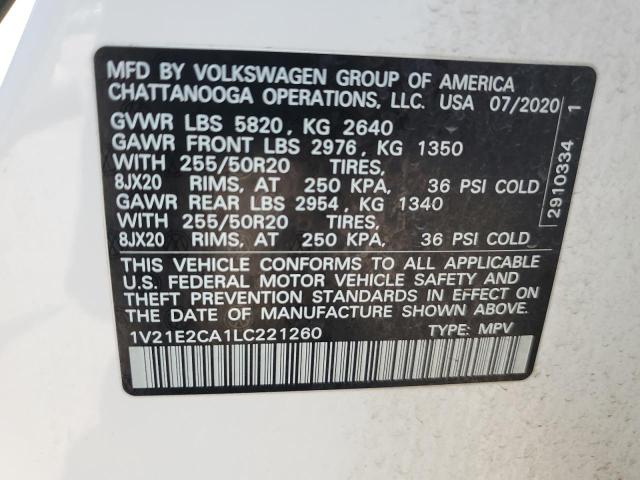 MFD BY VOLKSWAGEN GROUP OF AMERICA
CHATTANOOGA OPERATIONS, LLC. USA 07/2020
GVWR LBS 5820, KG 2640
GAWR FRONT LBS 2976, KG 1350
WITH 255/50R20 TIRES,
8JX20 RIMS, AT 250 KPA, 36 PSI COLD
GAWR REAR LBS 2954, KG 1340
WITH 255/50R20 TIRES,
8JX20 RIMS, AT 250 KPA, 36 PSI COLD
THIS VEHICLE CONFORMS TO ALL APPLICABLE
U.S. FEDERAL MOTOR VEHICLE SAFETY AND
THEFT PREVENTION STANDARDS IN EFFECT ON
THE DATE OF MANUFACTURE SHOWN ABOVE.
1V21E2CA1LC221260 TYPE: MPV
2910334 1